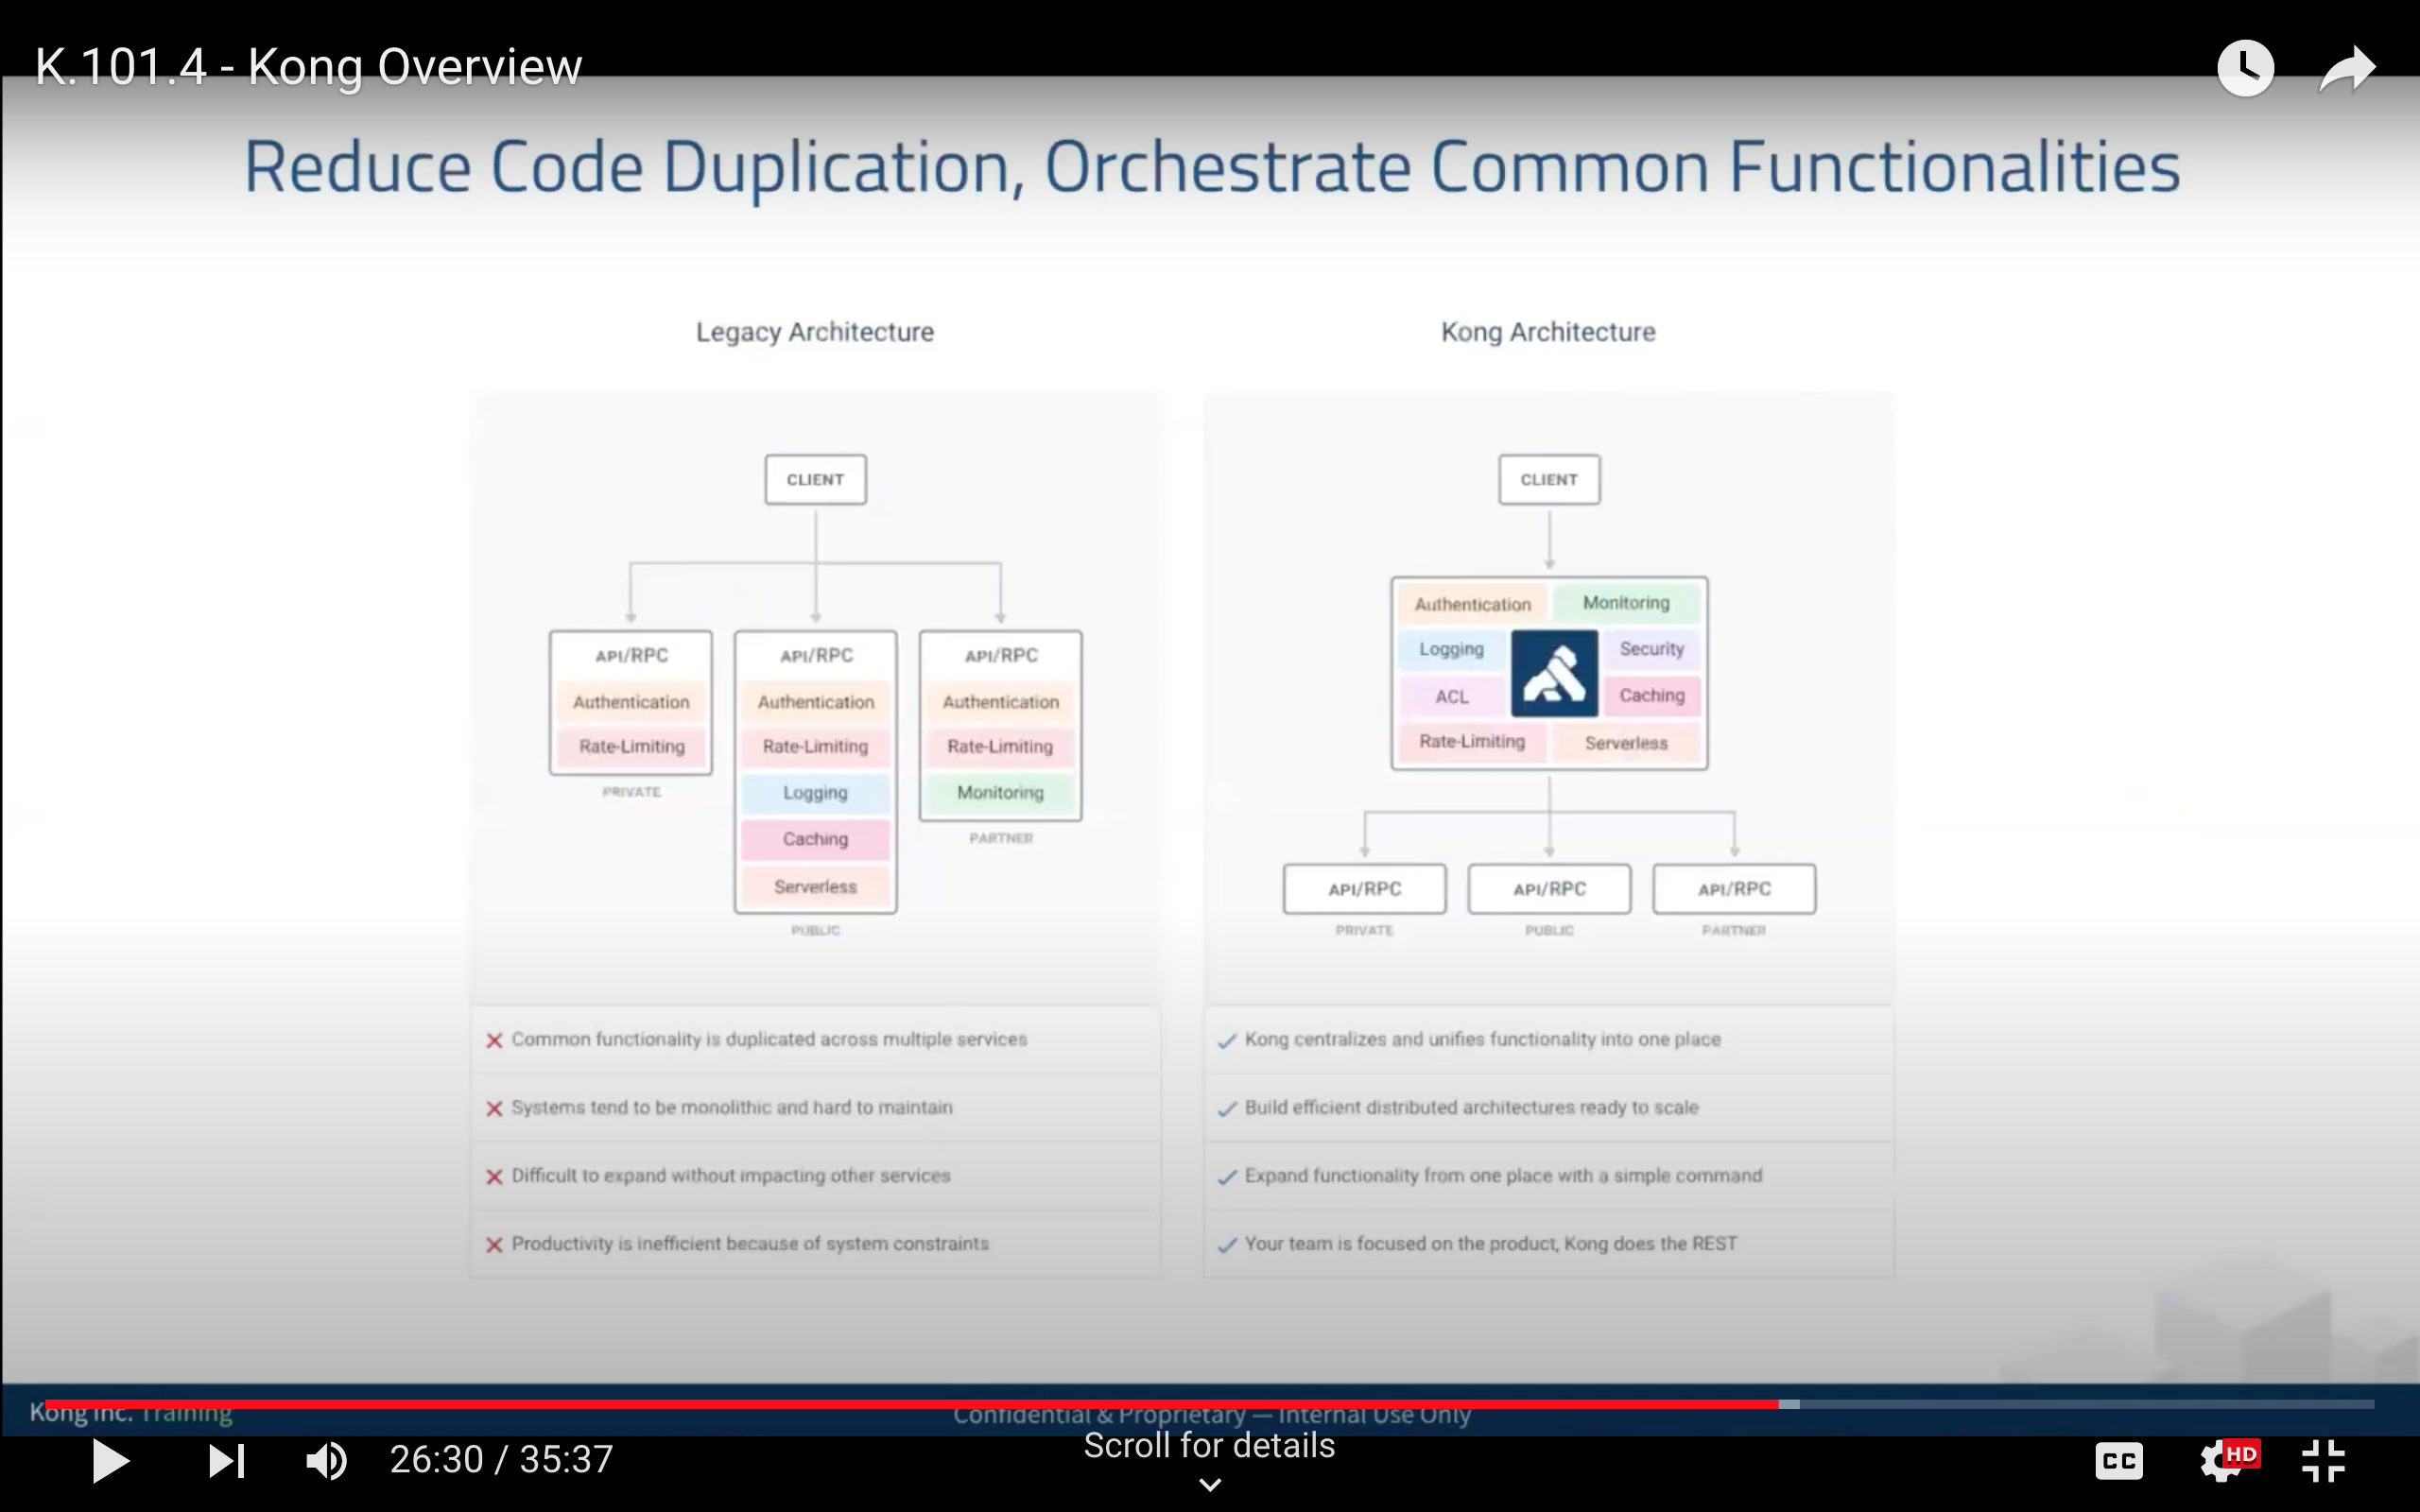 K.101.4 - Kong Overview
Reduce Code Duplication, Orchestrate Common Functionalities
Legacy Architecture
CLIENT
API/RPC
Authentication
Rate-Limiting
PRIVATE
API/RPC
Authentication
Rate-Limiting
Logging
Caching
Serverless
PUBLIC
API/RPC
Authentication
Rate-Limiting
Monitoring
PARTNER
✕ Common functionality is duplicated across multiple services
✕ Systems tend to be monolithic and hard to maintain
✕ Difficult to expand without impacting other services
✕ Productivity is inefficient because of system constraints
Kong Architecture
CLIENT
Authentication Monitoring
Logging Security
ACL Caching
Rate-Limiting Serverless
API/RPC
PRIVATE
API/RPC
PUBLIC
API/RPC
PARTNER
✓ Kong centralizes and unifies functionality into one place
✓ Build efficient distributed architectures ready to scale
✓ Expand functionality from one place with a simple command
✓ Your team is focused on the product, Kong does the REST
Kong Inc. Training
Confidential & Proprietary — Internal Use Only
26:30 / 35:37
Scroll for details
CC
HD